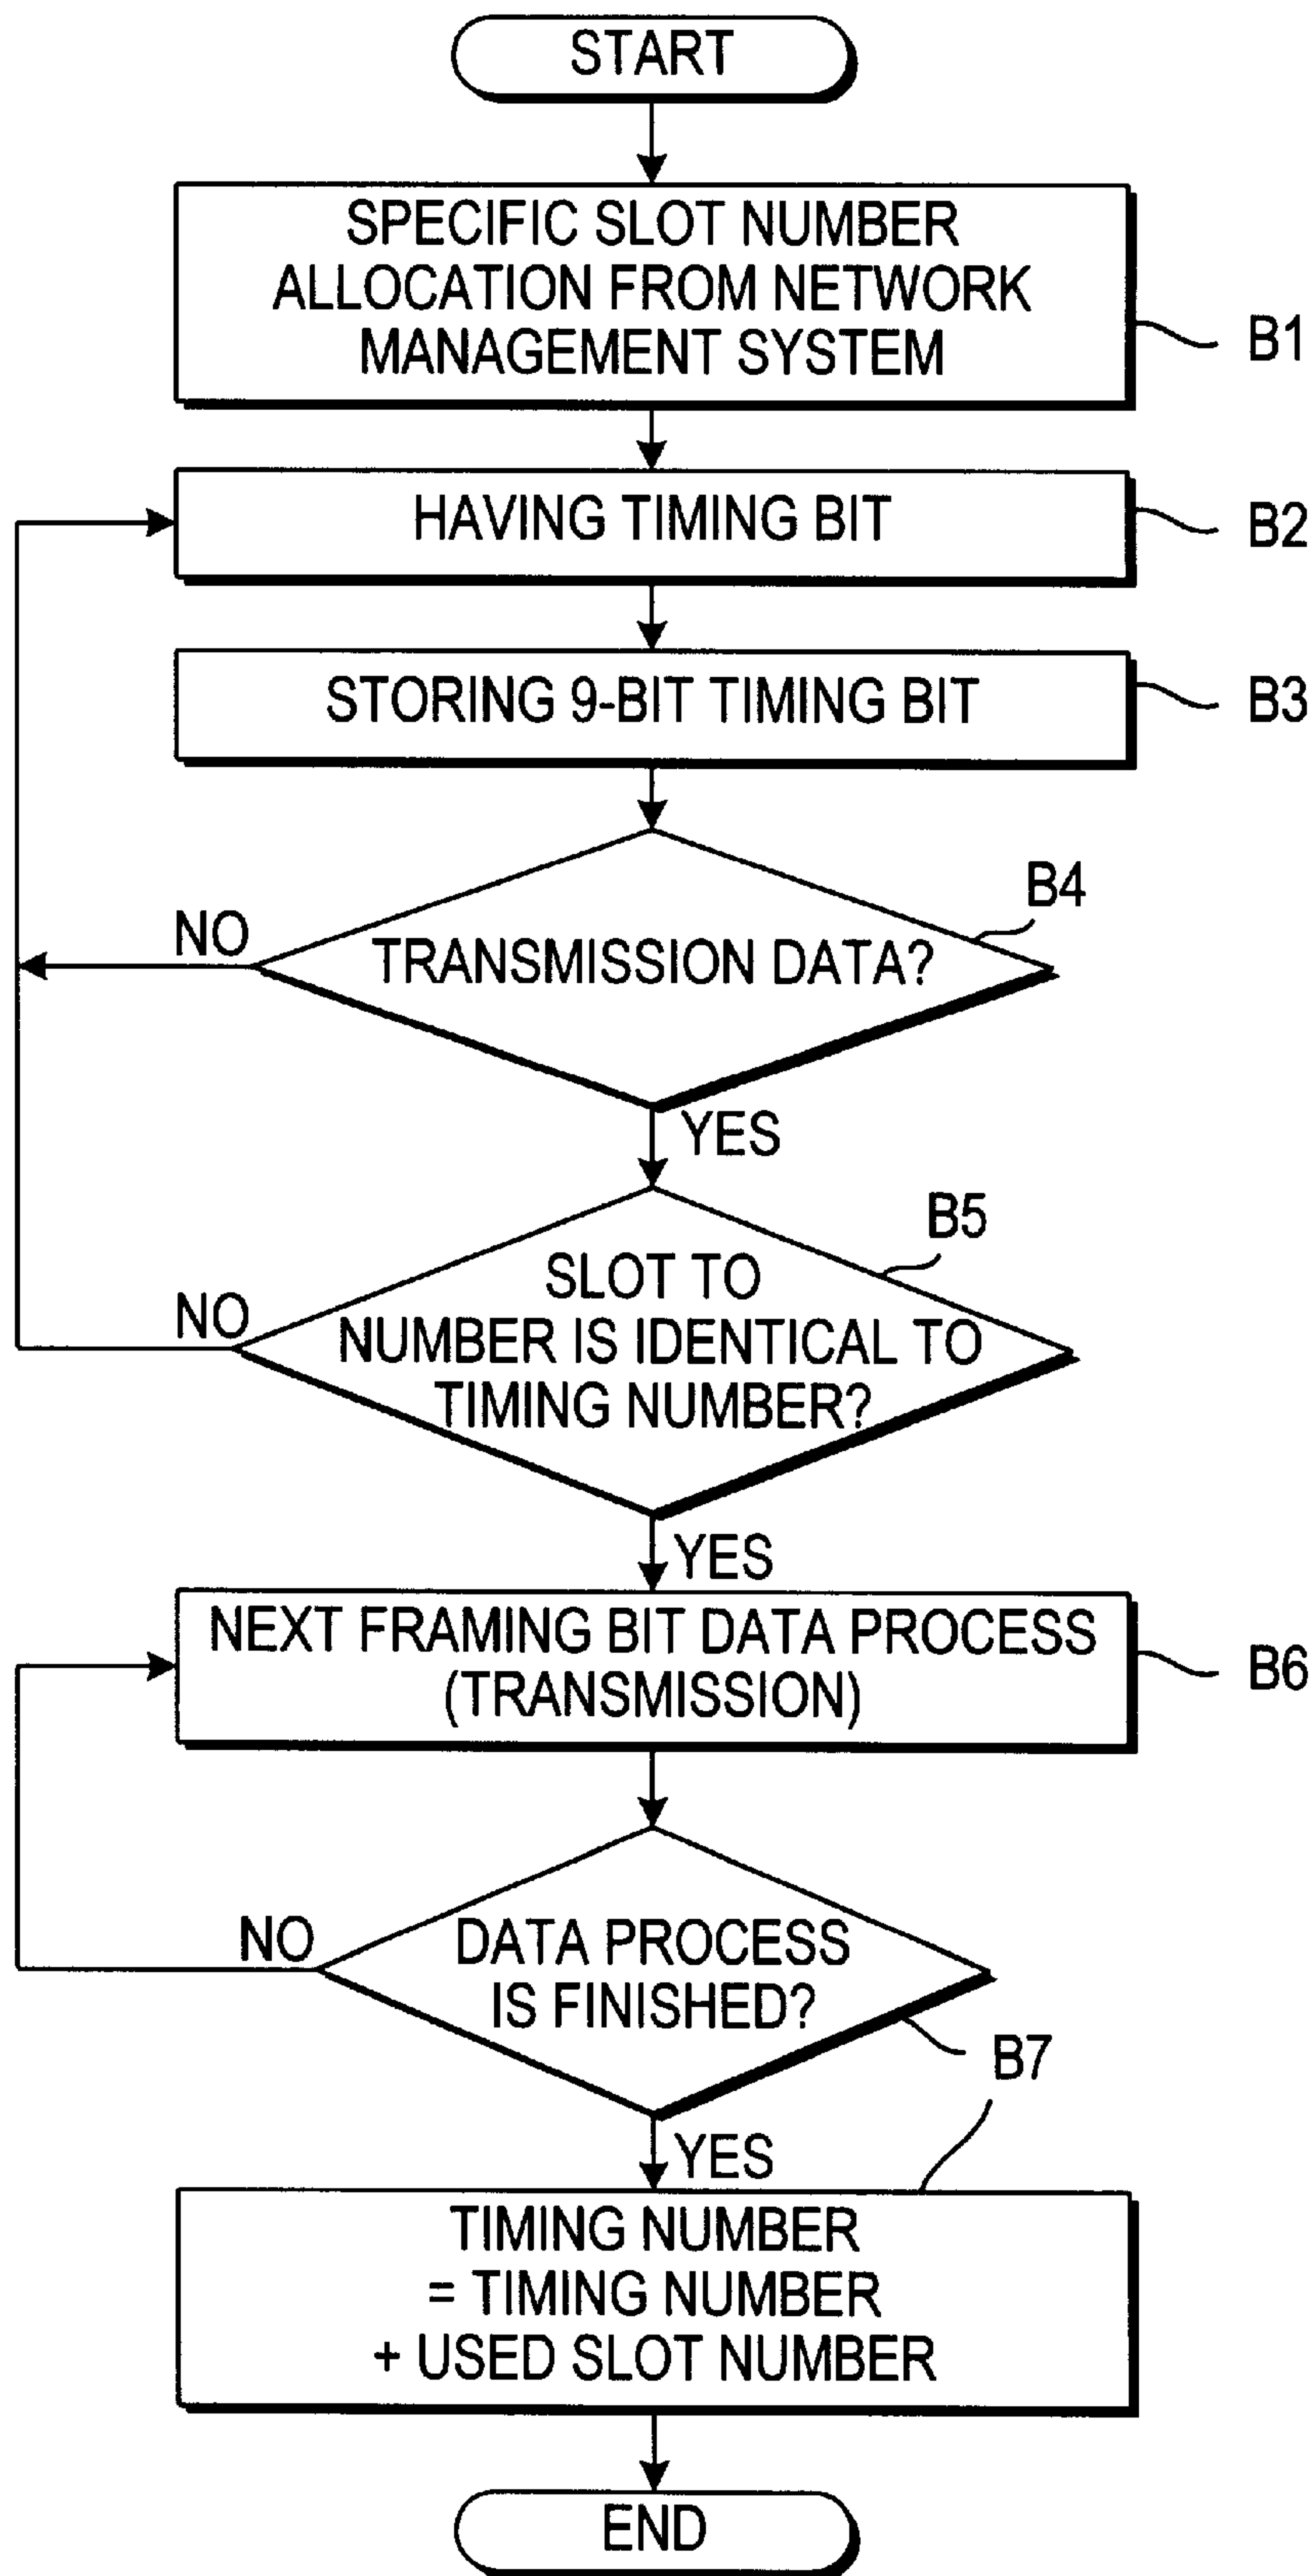 START
SPECIFIC SLOT NUMBER
ALLOCATION FROM NETWORK
MANAGEMENT SYSTEM
B1
HAVING TIMING BIT
B2
STORING 9-BIT TIMING BIT
B3
B4
NO
TRANSMISSION DATA?
YES
B5
SLOT TO
NO
NUMBER IS IDENTICAL TO
TIMING NUMBER?
YES
NEXT FRAMING BIT DATA PROCESS
(TRANSMISSION)
B6
NO
DATA PROCESS
IS FINISHED?
B7
YES
TIMING NUMBER
= TIMING NUMBER
+ USED SLOT NUMBER
END